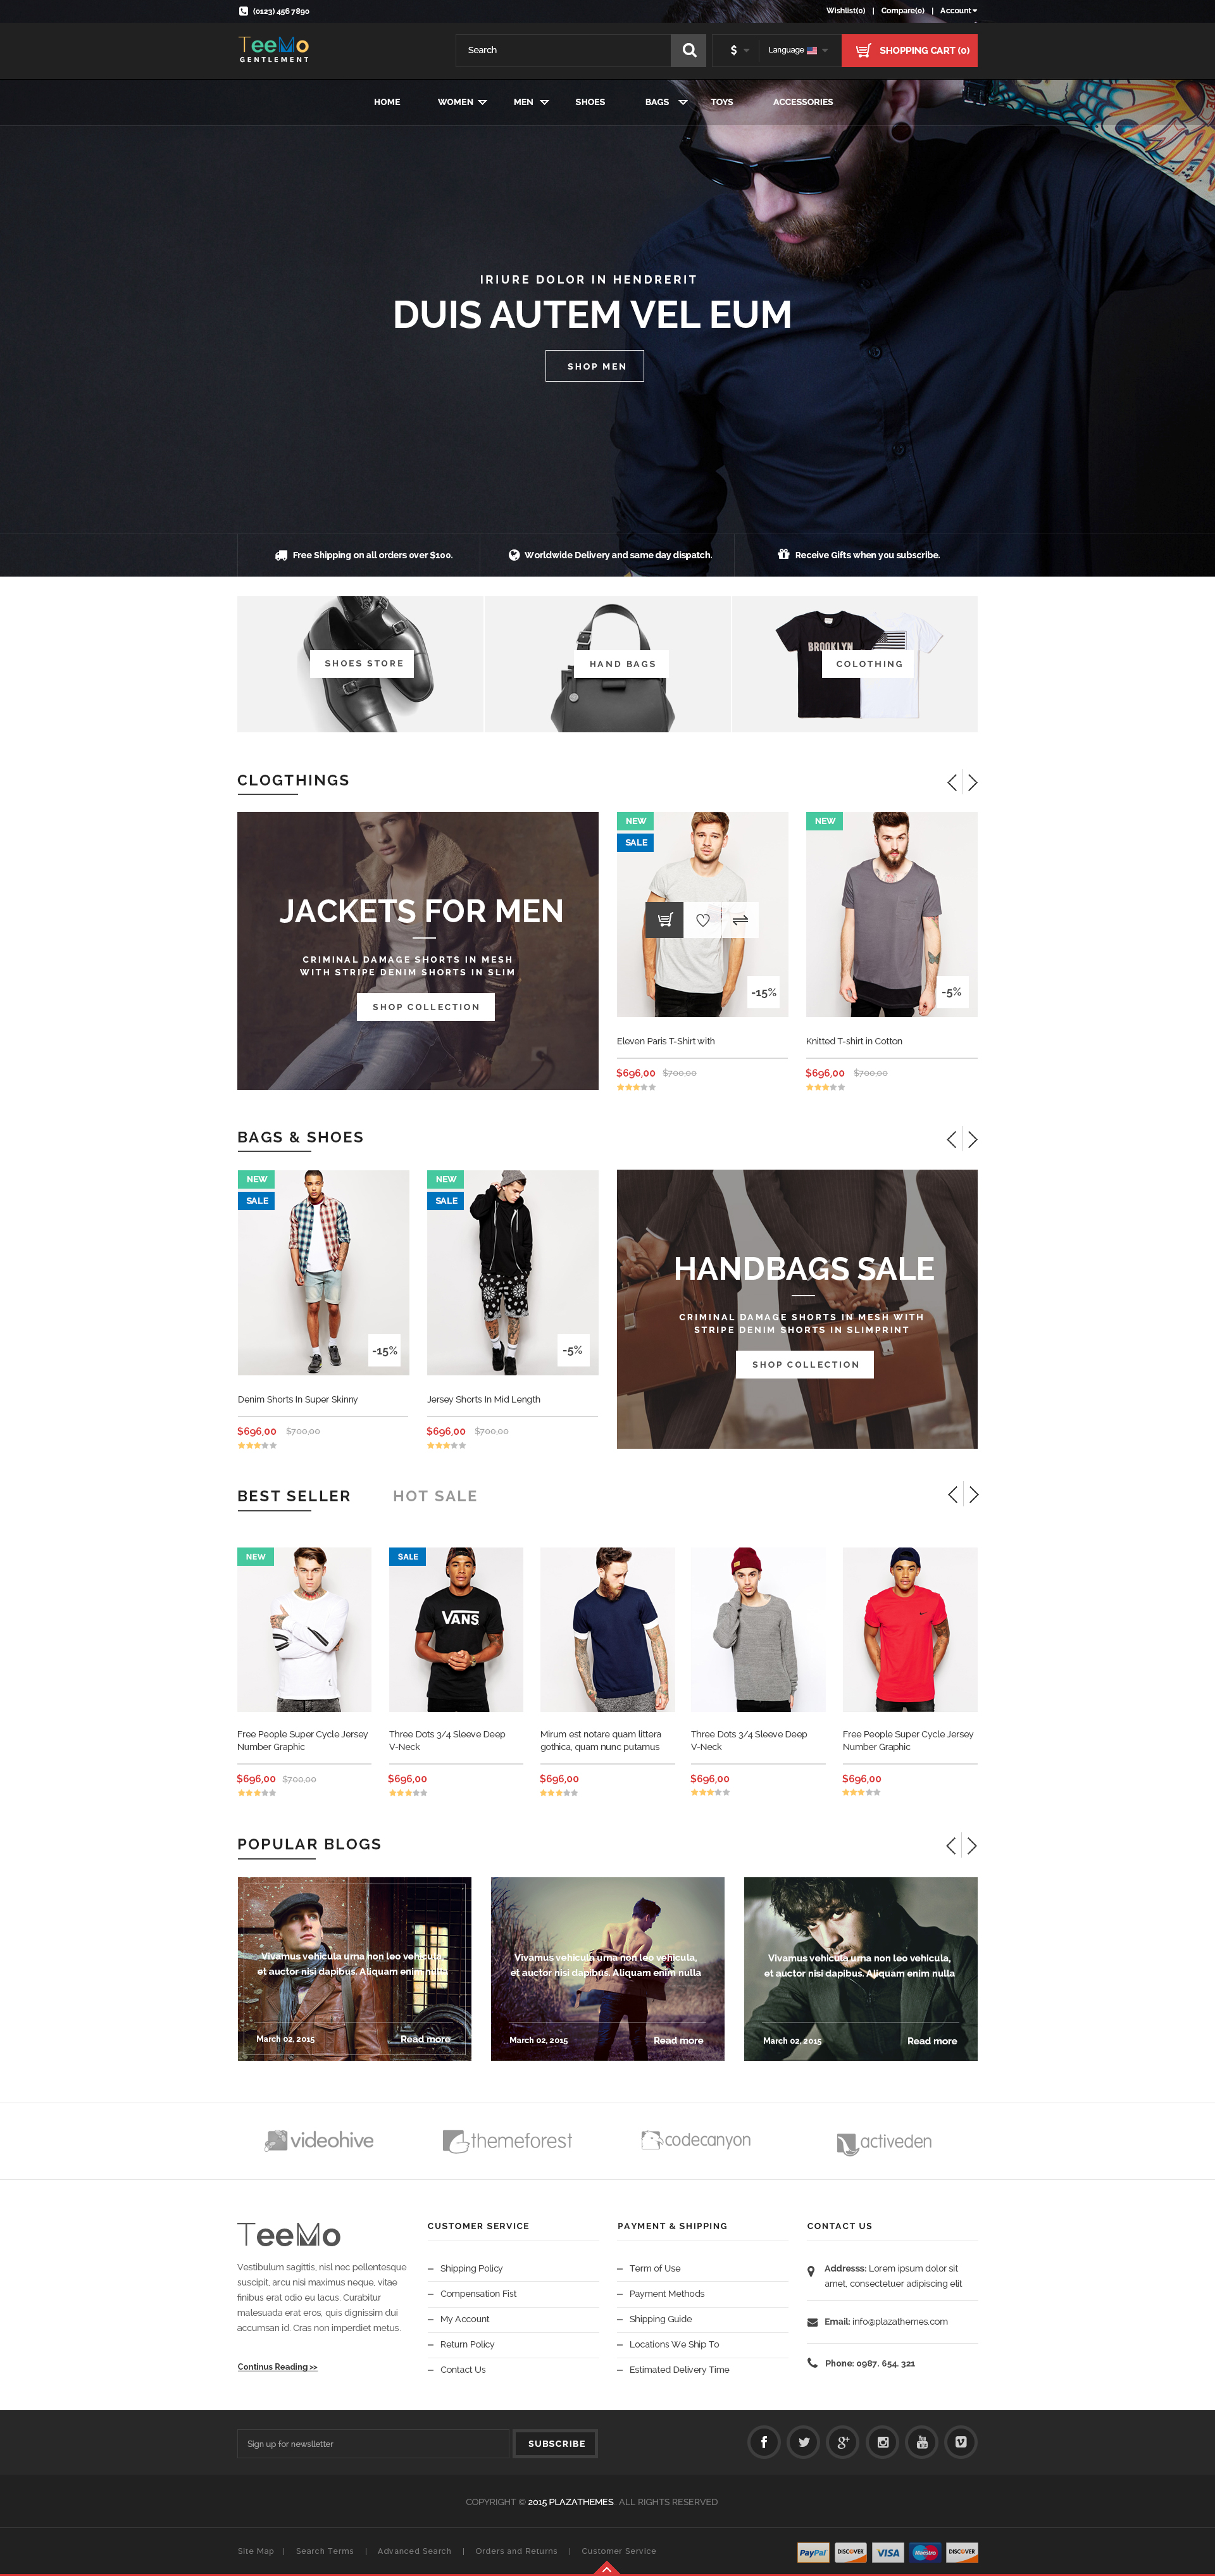 (0123) 456 7890
Wishlist(0) | Compare(0) | Account
TeeMo
GENTLEMENT
Search
$
Language
SHOPPING CART (0)
HOME WOMEN MEN SHOES BAGS TOYS ACCESSORIES
IRIURE DOLOR IN HENDRERIT
DUIS AUTEM VEL EUM
SHOP MEN
Free Shipping on all orders over $100.
Worldwide Delivery and same day dispatch.
Receive Gifts when you subscribe.
SHOES STORE
HAND BAGS
BROOKLYN
COLOTHING
CLOGTHINGS
JACKETS FOR MEN
CRIMINAL DAMAGE SHORTS IN MESH
WITH STRIPE DENIM SHORTS IN SLIM
SHOP COLLECTION
NEW
SALE
-15%
Eleven Paris T-Shirt with
$696,00 $700,00
NEW
-5%
Knitted T-shirt in Cotton
$696,00 $700,00
BAGS & SHOES
NEW
SALE
-15%
Denim Shorts In Super Skinny
$696,00 $700,00
NEW
SALE
-5%
Jersey Shorts In Mid Length
$696,00 $700,00
HANDBAGS SALE
CRIMINAL DAMAGE SHORTS IN MESH WITH
STRIPE DENIM SHORTS IN SLIMPRINT
SHOP COLLECTION
BEST SELLER
HOT SALE
NEW
Free People Super Cycle Jersey
Number Graphic
$696,00 $700,00
SALE
VANS
Three Dots 3/4 Sleeve Deep
V-Neck
$696,00
Mirum est notare quam littera
gothica, quam nunc putamus
$696,00
Three Dots 3/4 Sleeve Deep
V-Neck
$696,00
Free People Super Cycle Jersey
Number Graphic
$696,00
POPULAR BLOGS
Vivamus vehicula urna non leo vehicula,
et auctor nisi dapibus. Aliquam enim nulla
March 02, 2015
Read more
Vivamus vehicula urna non leo vehicula,
et auctor nisi dapibus. Aliquam enim nulla
March 02, 2015
Read more
Vivamus vehicula urna non leo vehicula,
et auctor nisi dapibus. Aliquam enim nulla
March 02, 2015
Read more
videohive
themeforest
codecanyon
activeden
TeeMo
Vestibulum sagittis, nisl nec pellentesque
suscipit, arcu nisi maximus neque, vitae
finibus erat odio eu lacus. Curabitur
malesuada erat eros, quis dignissim dui
accumsan id. Cras non imperdiet metus.
Continus Reading >>
CUSTOMER SERVICE
Shipping Policy
Compensation Fist
My Account
Return Policy
Contact Us
PAYMENT & SHIPPING
Term of Use
Payment Methods
Shipping Guide
Locations We Ship To
Estimated Delivery Time
CONTACT US
Addresss: Lorem ipsum dolor sit
amet, consectetuer adipiscing elit
Email: info@plazathemes.com
Phone: 0987. 654. 321
Sign up for newslletter
SUBSCRIBE
COPYRIGHT © 2015 PLAZATHEMES. ALL RIGHTS RESERVED
Site Map | Search Terms | Advanced Search | Orders and Returns | Customer Service
PayPal
DISCOVER
VISA
Maestro
DISCOVER